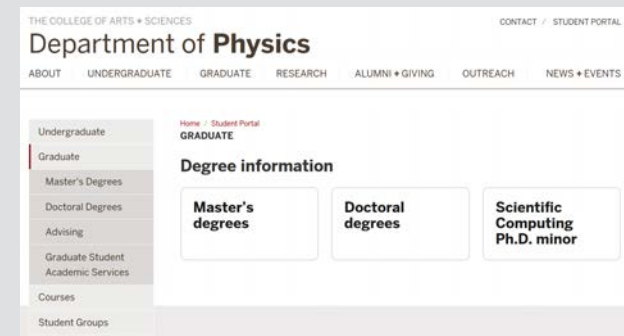 THE COLLEGE OF ARTS + SCIENCES
CONTACT / STUDENT PORTAL
Department of Physics
ABOUT UNDERGRADUATE GRADUATE RESEARCH ALUMNI + GIVING OUTREACH NEWS + EVENTS
Undergraduate
Graduate
Master's Degrees
Doctoral Degrees
Advising
Graduate Student
Academic Services
Courses
Student Groups
Home / Student Portal
GRADUATE
Degree information
Master's
degrees
Doctoral
degrees
Scientific
Computing
Ph.D. minor